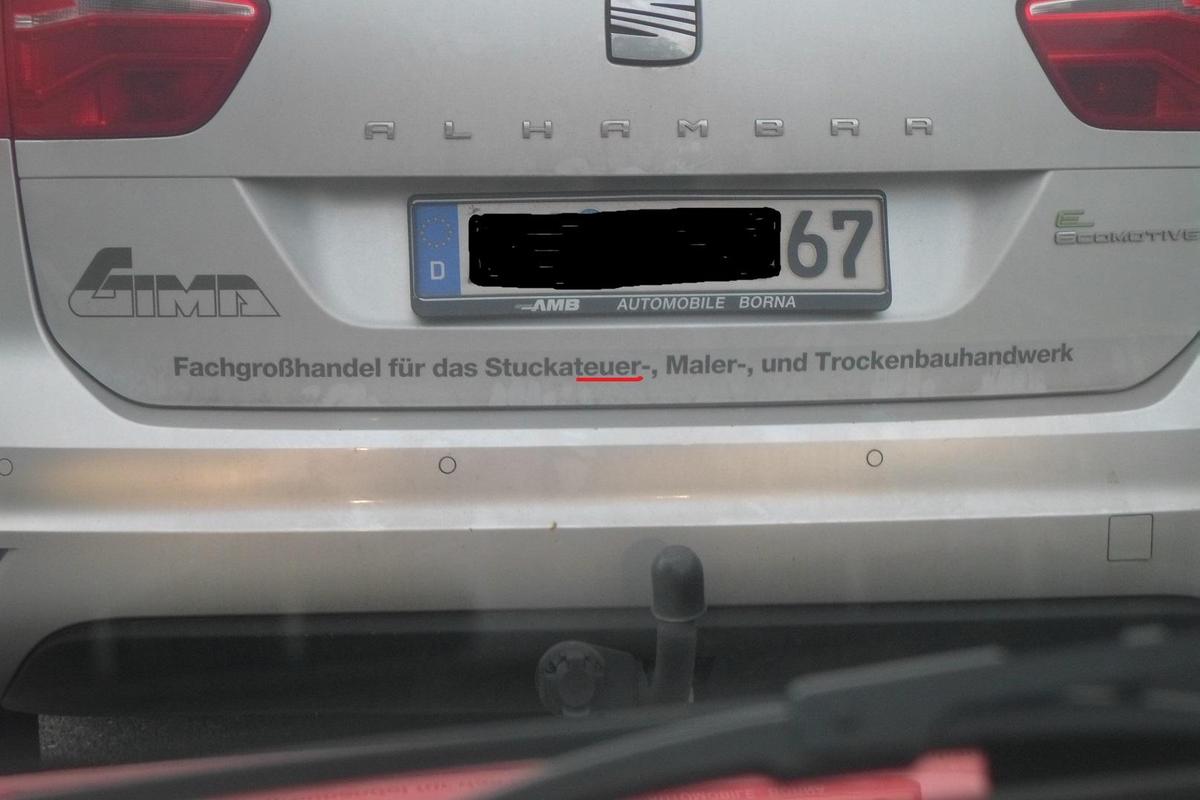 ALHAMBRA
D
67
E
ECOMOTIVE
AMB AUTOMOBILE BORNA
GIMA
Fachgroßhandel für das Stuckateuer-, Maler-, und Trockenbauhandwerk